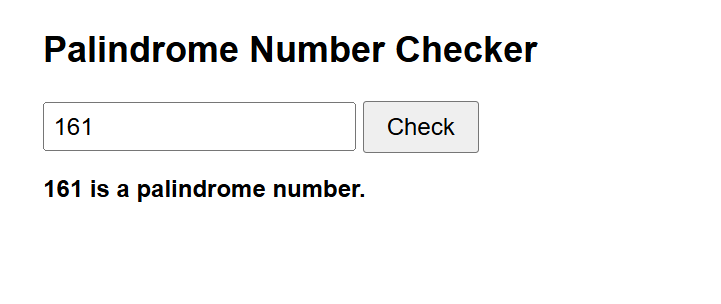 Palindrome Number Checker
161 Check
161 is a palindrome number.